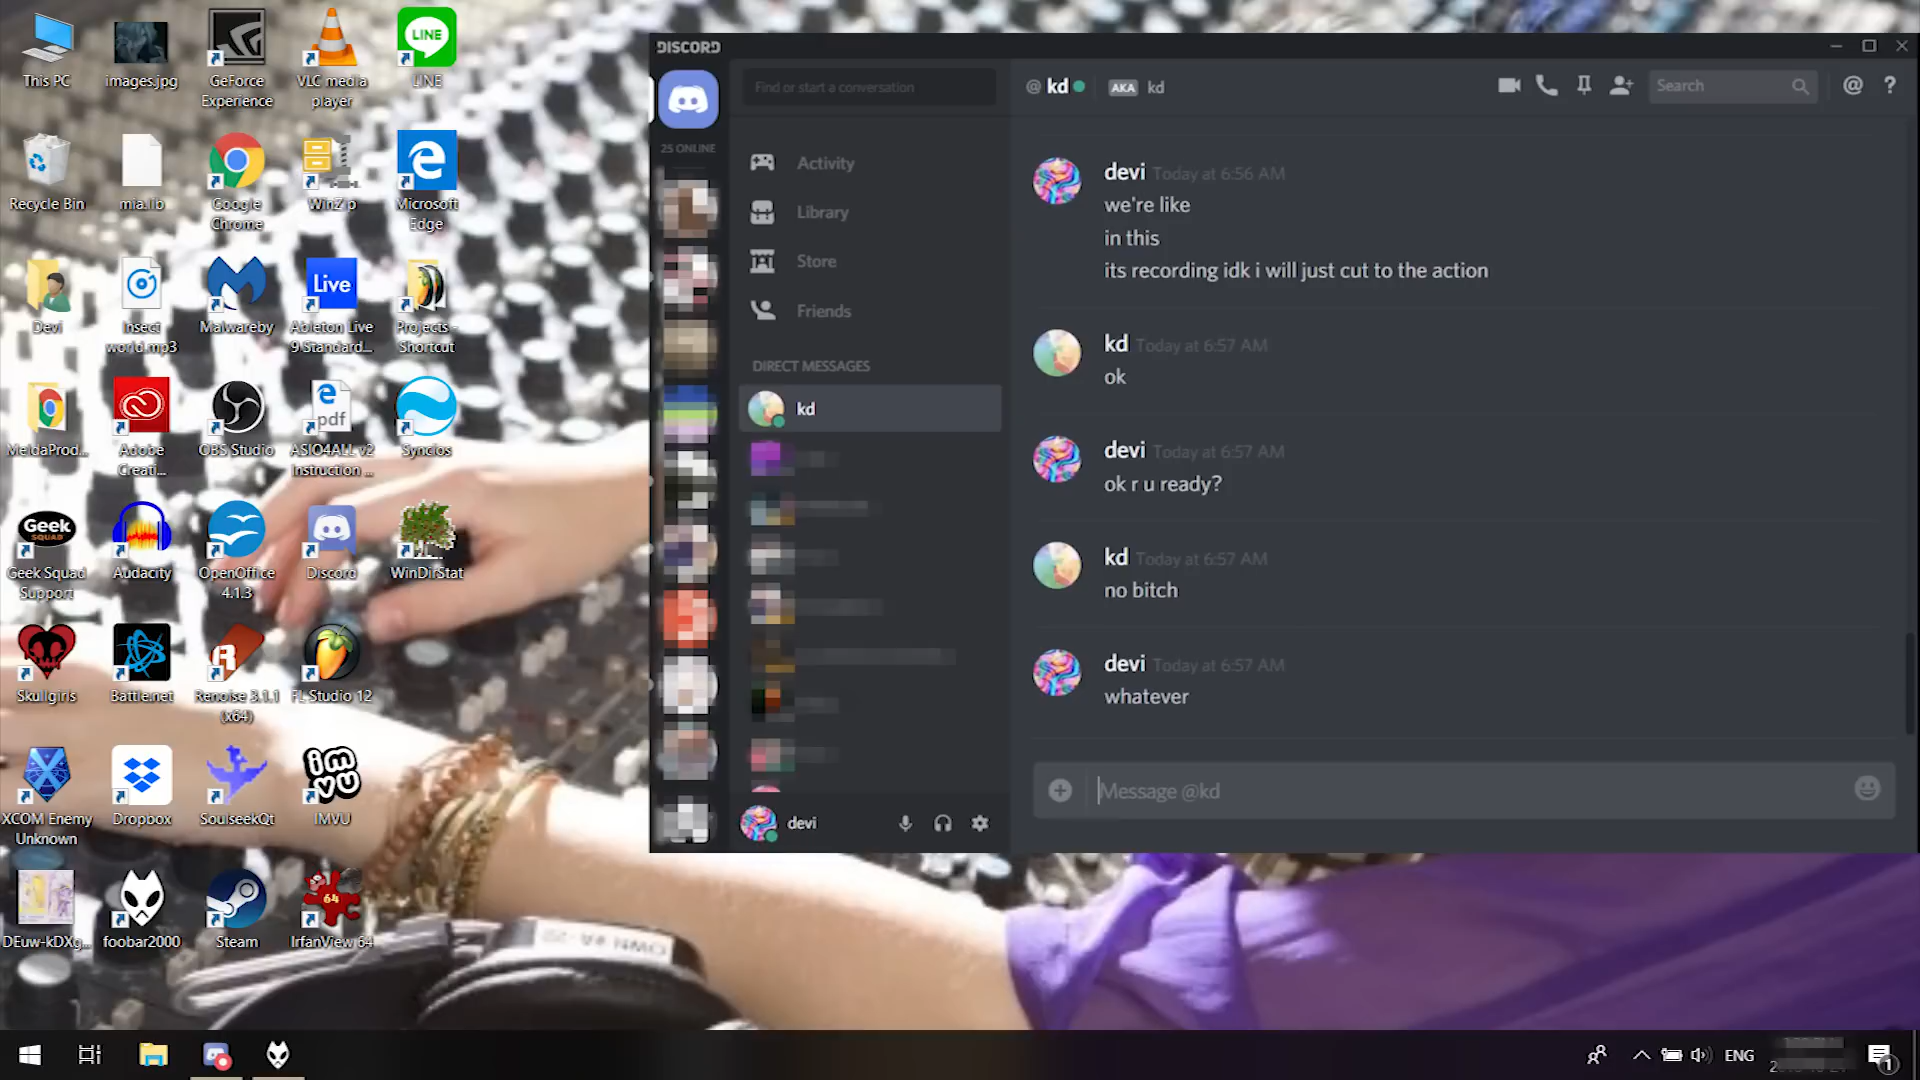 This PC
images.jpg
GeForce
Experience
VLC media
player
LINE
LINE
Recycle Bin
mia.lib
Google
Chrome
WinZip
Microsoft
Edge
Devi
Insect
world.mp3
Malwareby
Live
Ableton Live
9 Standard...
Projects -
Shortcut
MeldaProd...
Adobe
Creati...
OBS Studio
pdf
ASIO4ALL v2
Instruction ...
Syncios
Geek
SQUAD
Geek Squad
Support
Audacity
OpenOffice
4.1.3
Discord
WinDirStat
Skullgirls
Battle.net
Renoise 3.1.1
(x64)
FL Studio 12
XCOM Enemy
Unknown
Dropbox
SoulseekQt
imvu
IMVU
DEuw-kDXg...
foobar2000
Steam
64
IrfanView 64
DISCORD
25 ONLINE
Find or start a conversation
Activity
Library
Store
Friends
DIRECT MESSAGES
kd
devi
@ kd
AKA kd
Search
devi Today at 6:56 AM
we're like
in this
its recording idk i will just cut to the action
kd Today at 6:57 AM
ok
devi Today at 6:57 AM
ok r u ready?
kd Today at 6:57 AM
no bitch
devi Today at 6:57 AM
whatever
Message @kd
ENG
1